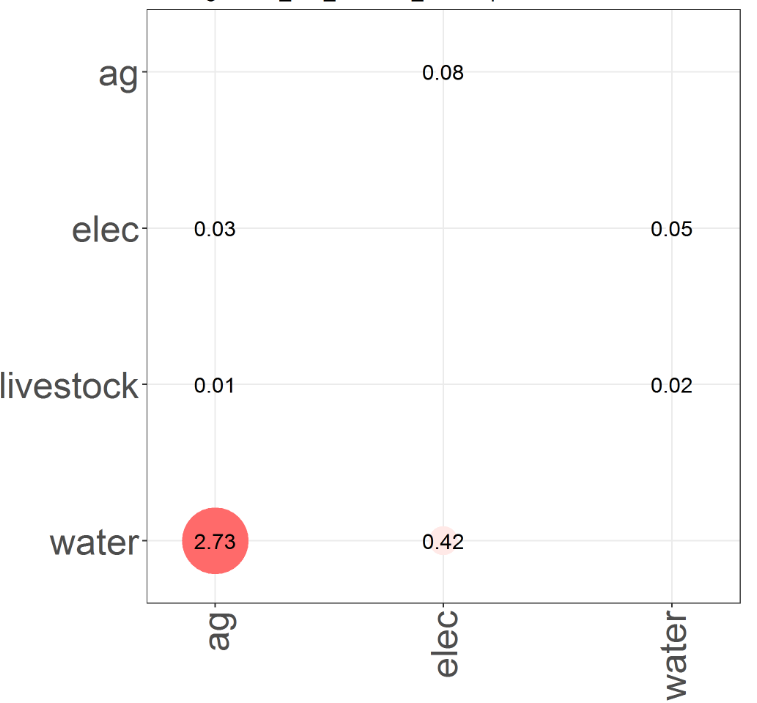 ag 0.08
elec 0.03 0.05
livestock 0.01 0.02
water 2.73 0.42
ag elec water